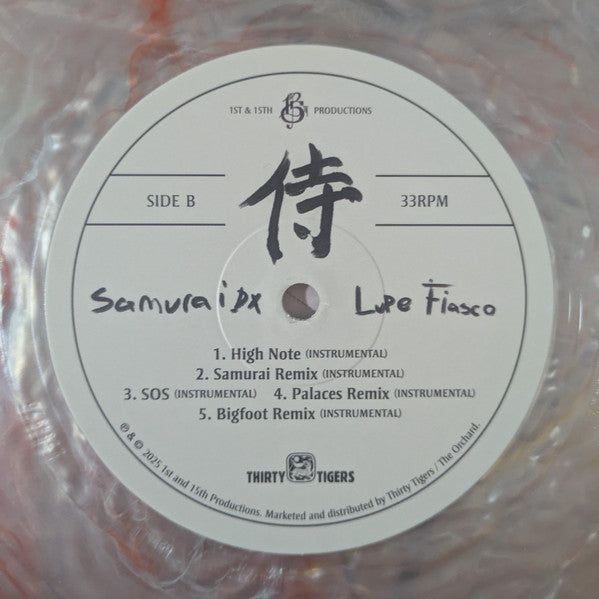 1ST & 15TH PRODUCTIONS
SIDE B 侍 33RPM
Samurai DX Lupe Fiasco
1. High Note (INSTRUMENTAL)
2. Samurai Remix (INSTRUMENTAL)
3. SOS (INSTRUMENTAL) 4. Palaces Remix (INSTRUMENTAL)
5. Bigfoot Remix (INSTRUMENTAL)
THIRTY TIGERS
℗ & © 2025 1st and 15th Productions. Marketed and distributed by Thirty Tigers / The Orchard.